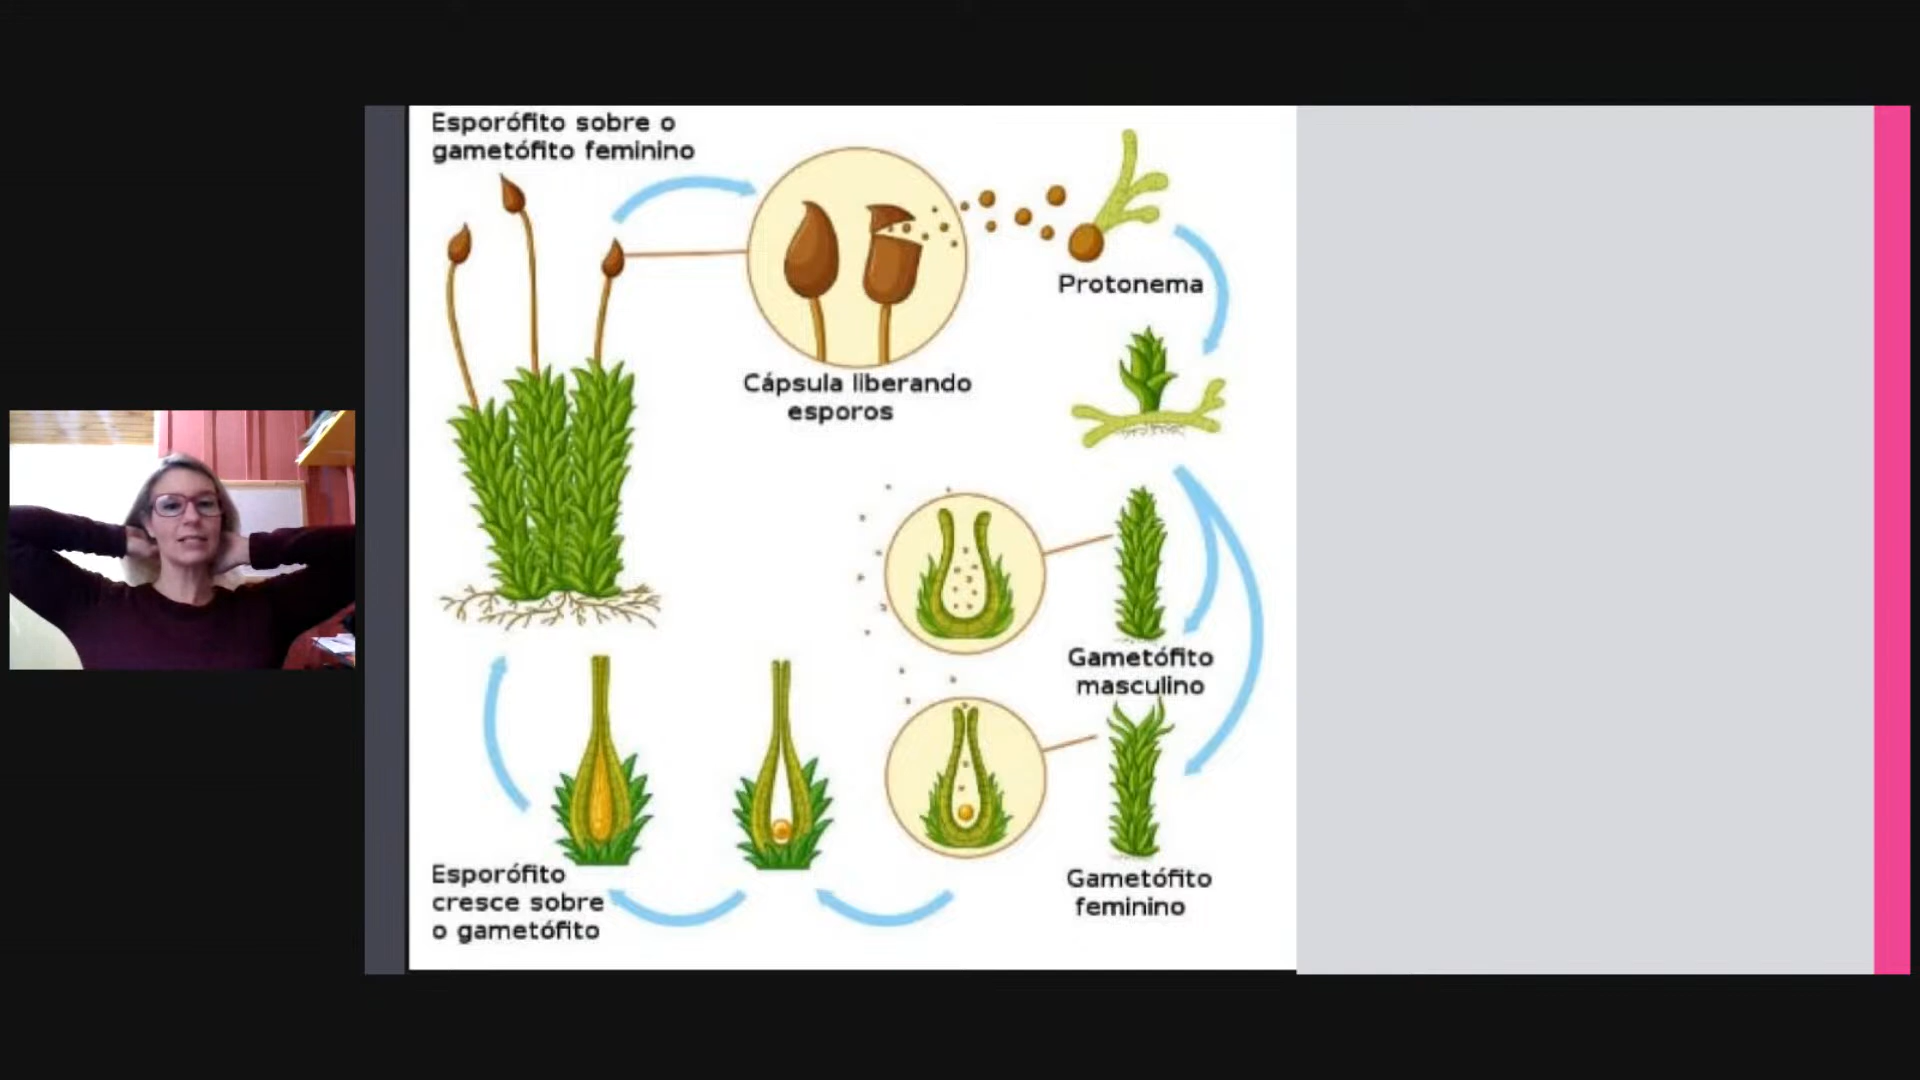 Esporófito sobre o
gametófito feminino
Cápsula liberando
esporos
Protonema
Gametófito
masculino
Gametófito
feminino
Esporófito
cresce sobre
o gametófito